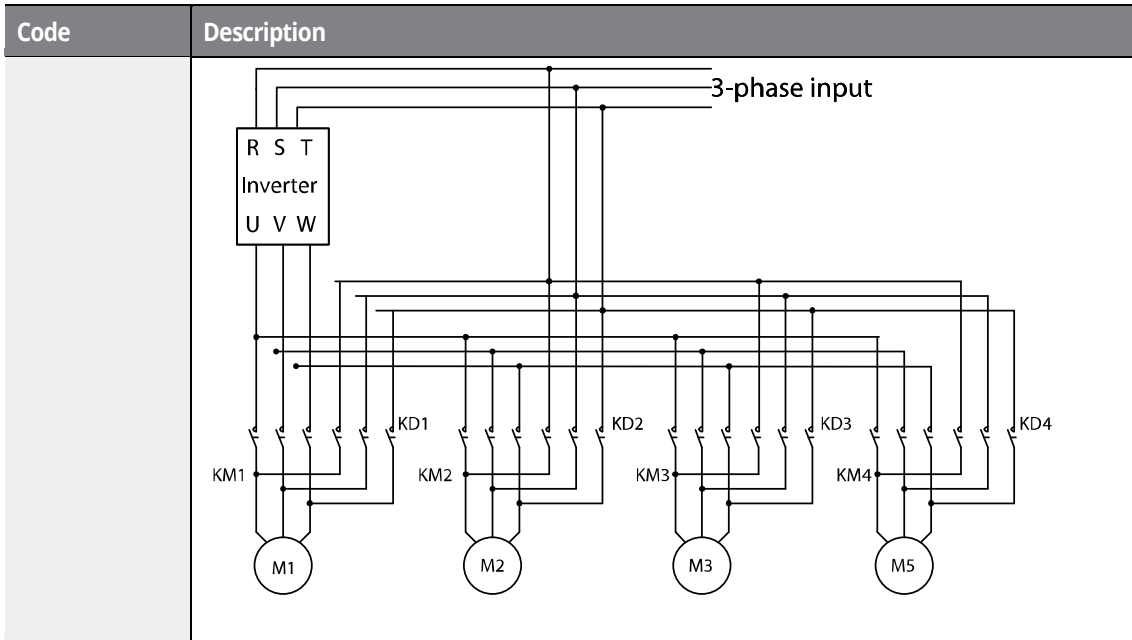 Code Description
3-phase input
R S T
Inverter
U V W
KD1 KD2 KD3 KD4
KM1 KM2 KM3 KM4
M1 M2 M3 M5